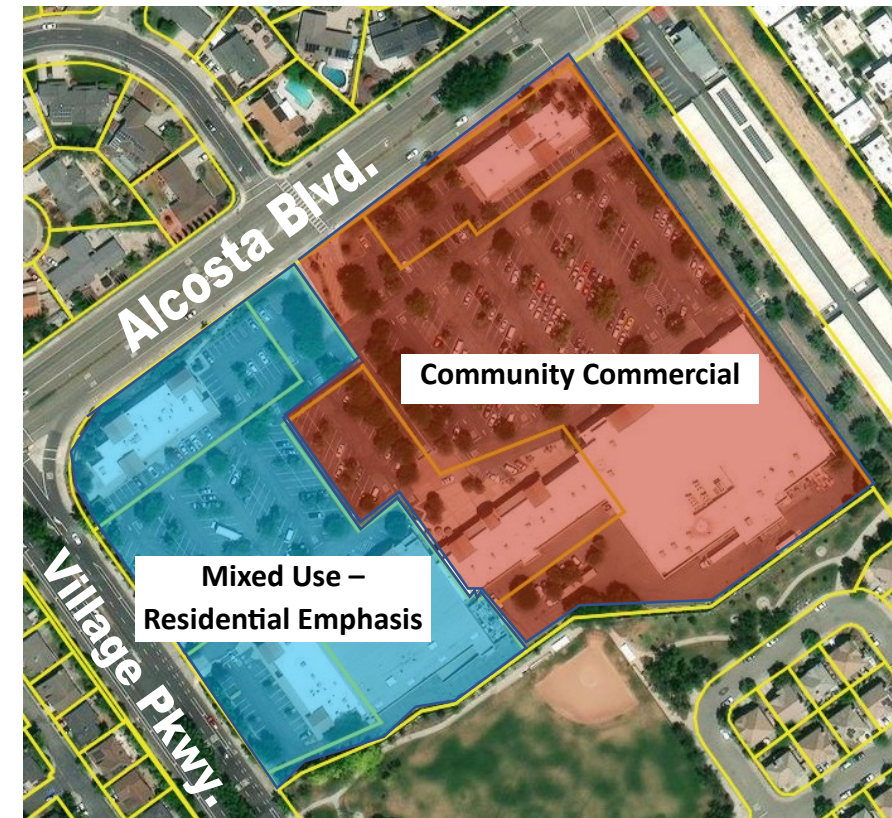 Alcosta Blvd.
Community Commercial
Mixed Use –
Residential Emphasis
Village Pkwy.